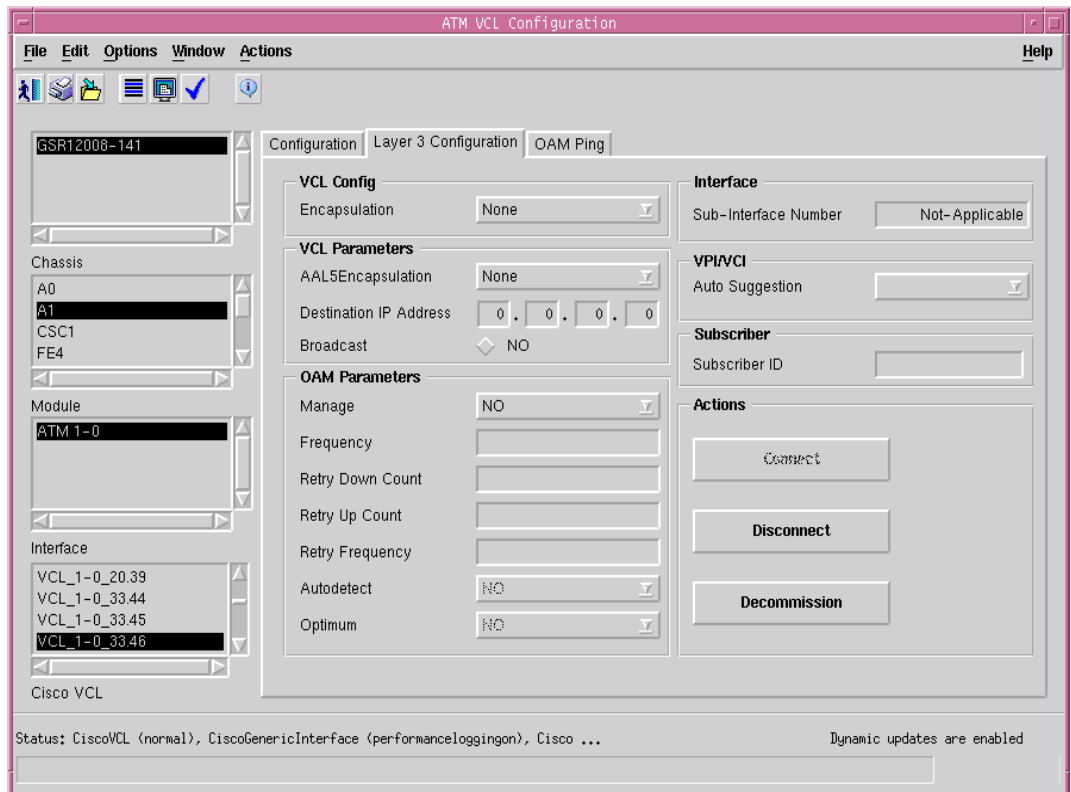 ATM VCL Configuration
File Edit Options Window Actions Help
GSR12008-141
Chassis
A0
A1
CSC1
FE4
Module
ATM 1-0
Interface
VCL_1-0_20.39
VCL_1-0_33.44
VCL_1-0_33.45
VCL_1-0_33.46
Cisco VCL
Configuration Layer 3 Configuration OAM Ping
VCL Config
Encapsulation None
VCL Parameters
AAL5Encapsulation None
Destination IP Address 0 . 0 . 0 . 0
Broadcast NO
OAM Parameters
Manage NO
Frequency
Retry Down Count
Retry Up Count
Retry Frequency
Autodetect NO
Optimum NO
Interface
Sub-Interface Number Not-Applicable
VPI/VCI
Auto Suggestion
Subscriber
Subscriber ID
Actions
Connect
Disconnect
Decommission
Status: CiscoVCL (normal), CiscoGenericInterface (performanceloggingon), Cisco ... Dynamic updates are enabled